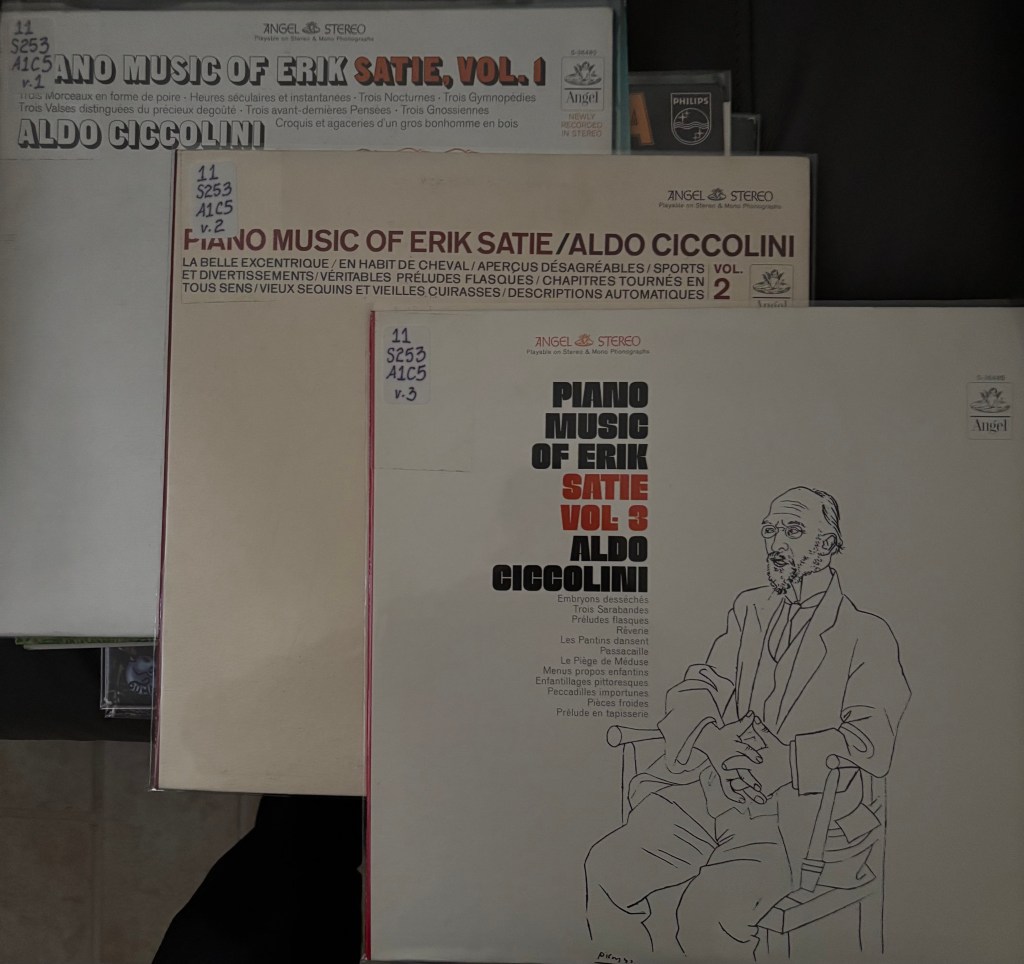 11
S253
A1C5
v.1
ANGEL STEREO
Playable on Stereo & Mono Phonographs
ANO MUSIC OF ERIK SATIE, VOL. 1
Trois Morceaux en forme de poire - Heures séculaires et instantanées - Trois Nocturnes - Trois Gymnopédies
Trois Valses distinguées du précieux degoûté - Trois avant-dernières Pensées - Trois Gnossiennes
Croquis et agaceries d'un gros bonhomme en bois
ALDO CICCOLINI
Angel
NEWLY
RECORDED
IN STEREO
A
PHILIPS
11
S253
A1C5
v.2
ANGEL STEREO
Playable on Stereo & Mono Phonographs
PIANO MUSIC OF ERIK SATIE/ALDO CICCOLINI
LA BELLE EXCENTRIQUE/EN HABIT DE CHEVAL/APERÇUS DÉSAGRÉABLES/SPORTS
ET DIVERTISSEMENTS/VÉRITABLES PRÉLUDES FLASQUES/CHAPITRES TOURNÉS EN
TOUS SENS/VIEUX SEQUINS ET VIEILLES CUIRASSES/DESCRIPTIONS AUTOMATIQUES
VOL.
2
Angel
11
S253
A1C5
v.3
ANGEL STEREO
Playable on Stereo & Mono Phonographs
PIANO
MUSIC
OF ERIK
SATIE
VOL. 3
ALDO
CICCOLINI
Embryons desséchés
Trois Sarabandes
Préludes flasques
Rêverie
Les Pantins dansent
Passacaille
Le Piège de Méduse
Menus propos enfantins
Enfantillages pittoresques
Peccadilles importunes
Pièces froides
Prélude en tapisserie
Angel